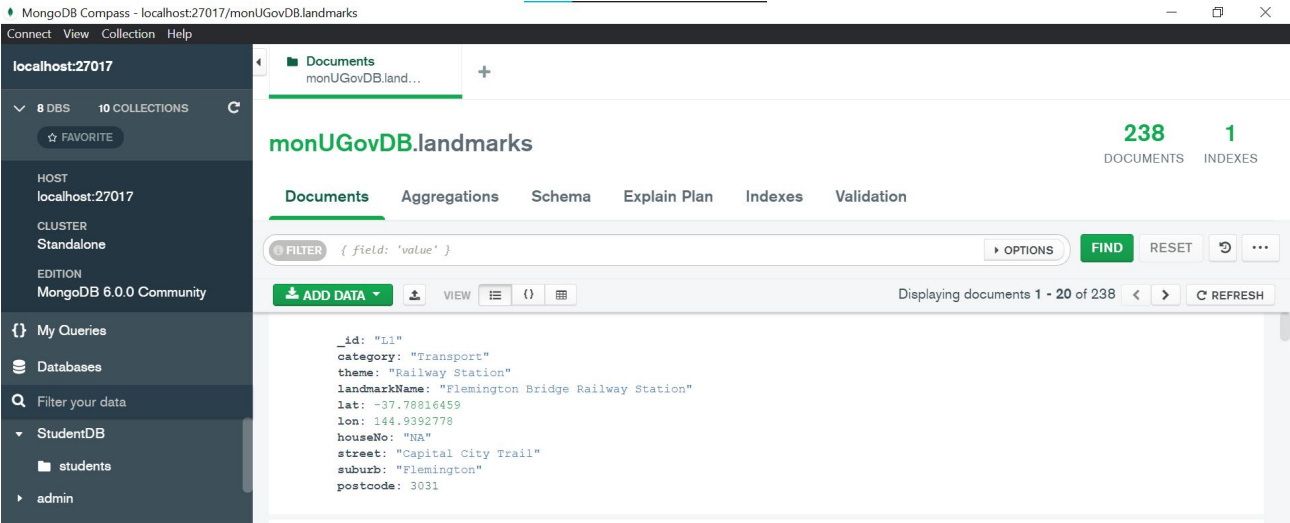 MongoDB Compass - localhost:27017/monUGovDB.landmarks
Connect View Collection Help
localhost:27017
8 DBS 10 COLLECTIONS
FAVORITE
HOST
localhost:27017
CLUSTER
Standalone
EDITION
MongoDB 6.0.0 Community
{} My Queries
Databases
Filter your data
StudentDB
students
admin
Documents
monUGovDB.land...
monUGovDB.landmarks
238
DOCUMENTS
1
INDEXES
Documents Aggregations Schema Explain Plan Indexes Validation
FILTER { field: 'value' } OPTIONS FIND RESET
ADD DATA VIEW {} Displaying documents 1 - 20 of 238 REFRESH
_id: "L1"
category: "Transport"
theme: "Railway Station"
landmarkName: "Flemington Bridge Railway Station"
lat: -37.78816459
lon: 144.9392778
houseNo: "NA"
street: "Capital City Trail"
suburb: "Flemington"
postcode: 3031